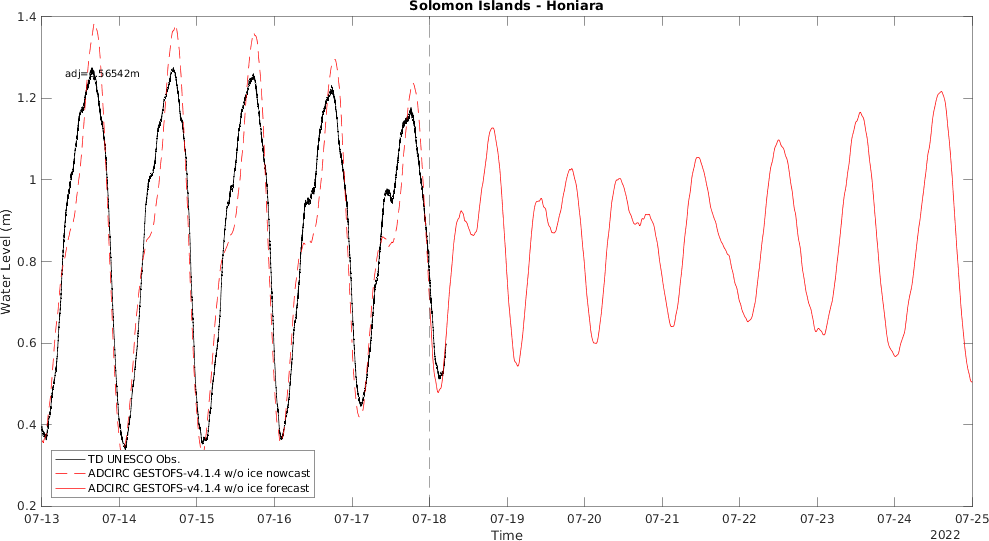 Solomon Islands - Honiara
1.4
1.2
1
0.8
0.6
0.4
0.2
Water Level (m)
TD UNESCO Obs.
ADCIRC GESTOFS-v4.1.4 w/o ice nowcast
ADCIRC GESTOFS-v4.1.4 w/o ice forecast
07-13 07-14 07-15 07-16 07-17 07-18 07-19 07-20 07-21 07-22 07-23 07-24 07-25
Time
2022